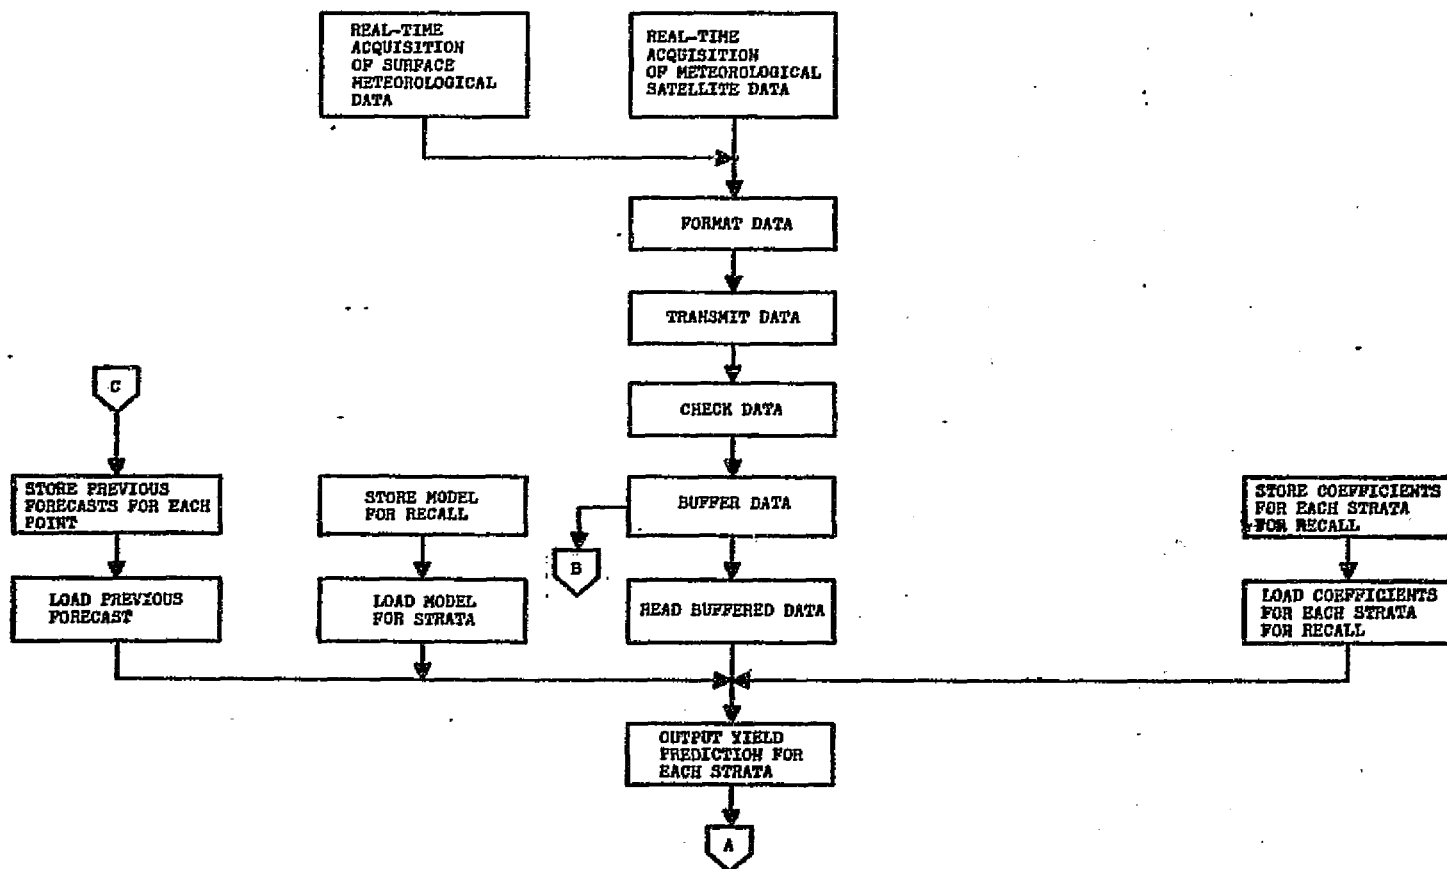 REAL-TIME
ACQUISITION
OF SURFACE
METEOROLOGICAL
DATA
REAL-TIME
ACQUISITION
OF METEOROLOGICAL
SATELLITE DATA
FORMAT DATA
TRANSMIT DATA
CHECK DATA
C
STORE PREVIOUS
FORECASTS FOR EACH
POINT
STORE MODEL
FOR RECALL
BUFFER DATA
STORE COEFFICIENTS
FOR EACH STRATA
FOR RECALL
B
LOAD PREVIOUS
FORECAST
LOAD MODEL
FOR STRATA
READ BUFFERED DATA
LOAD COEFFICIENTS
FOR EACH STRATA
FOR RECALL
OUTPUT YIELD
PREDICTION FOR
EACH STRATA
A